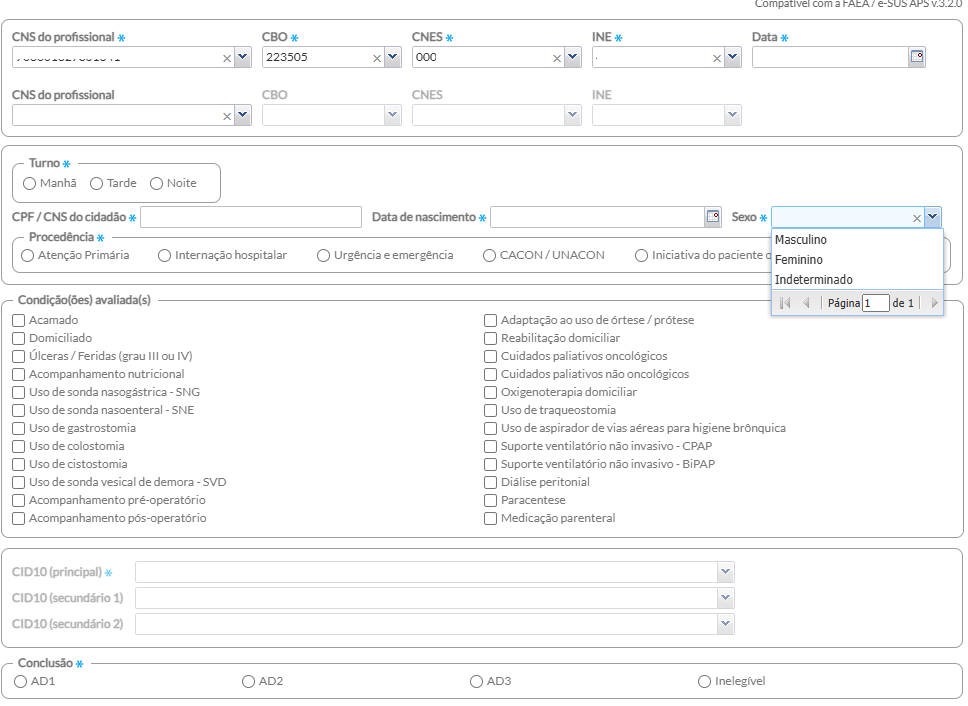 Compatível com a FAEA / e-SUS APS v.3.2.0
CNS do profissional * CBO * CNES * INE * Data *
223505 000
CNS do profissional CBO CNES INE
Turno *
Manhã Tarde Noite
CPF / CNS do cidadão * Data de nascimento * Sexo *
Masculino
Feminino
Indeterminado
Página 1 de 1
Procedência *
Atenção Primária Internação hospitalar Urgência e emergência CACON / UNACON Iniciativa do paciente o
Condição(ões) avaliada(s)
Acamado
Domiciliado
Úlceras / Feridas (grau III ou IV)
Acompanhamento nutricional
Uso de sonda nasogástrica - SNG
Uso de sonda nasoenteral - SNE
Uso de gastrostomia
Uso de colostomia
Uso de cistostomia
Uso de sonda vesical de demora - SVD
Acompanhamento pré-operatório
Acompanhamento pós-operatório
Adaptação ao uso de órtese / prótese
Reabilitação domiciliar
Cuidados paliativos oncológicos
Cuidados paliativos não oncológicos
Oxigenoterapia domiciliar
Uso de traqueostomia
Uso de aspirador de vias aéreas para higiene brônquica
Suporte ventilatório não invasivo - CPAP
Suporte ventilatório não invasivo - BiPAP
Diálise peritonial
Paracentese
Medicação parenteral
CID10 (principal) *
CID10 (secundário 1)
CID10 (secundário 2)
Conclusão *
AD1 AD2 AD3 Inelegível